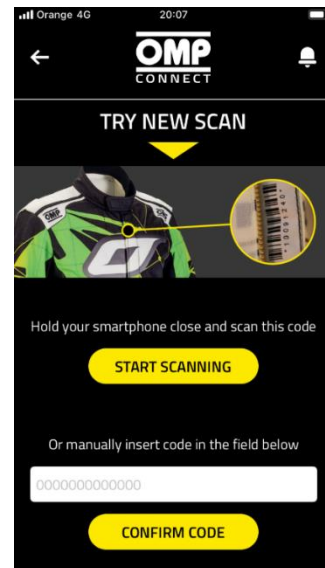 Orange 4G 20:07
OMP
CONNECT
TRY NEW SCAN
OMP
Hold your smartphone close and scan this code
START SCANNING
Or manually insert code in the field below
0000000000000
CONFIRM CODE